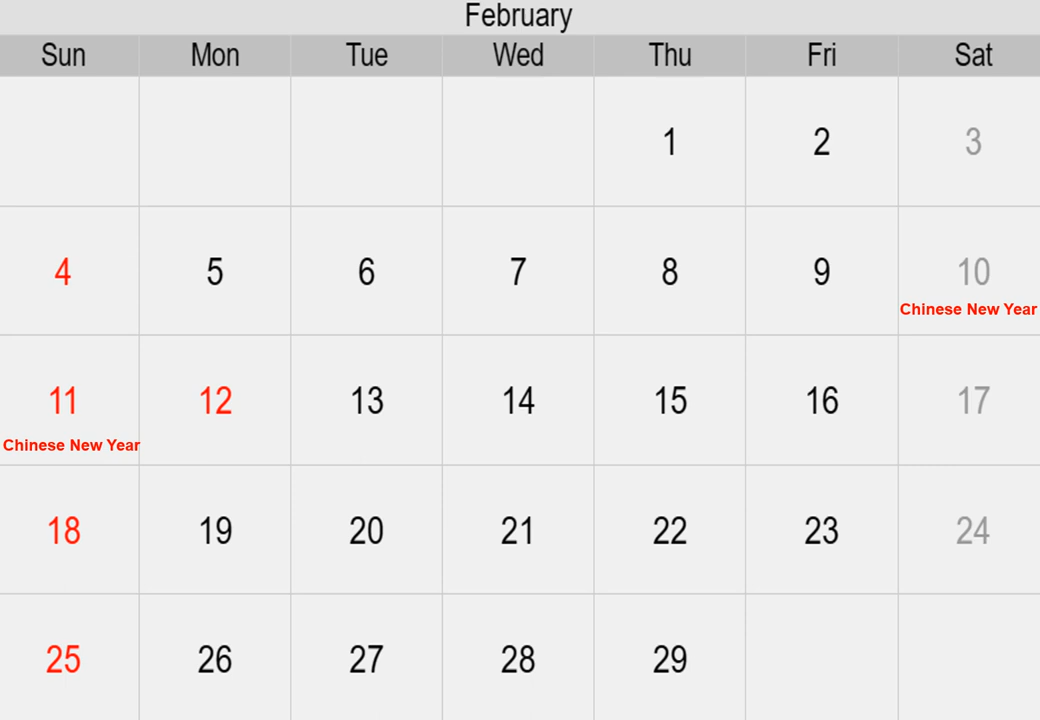 February
Sun Mon Tue Wed Thu Fri Sat
1 2 3
4 5 6 7 8 9 10
Chinese New Year
11 12 13 14 15 16 17
Chinese New Year
18 19 20 21 22 23 24
25 26 27 28 29